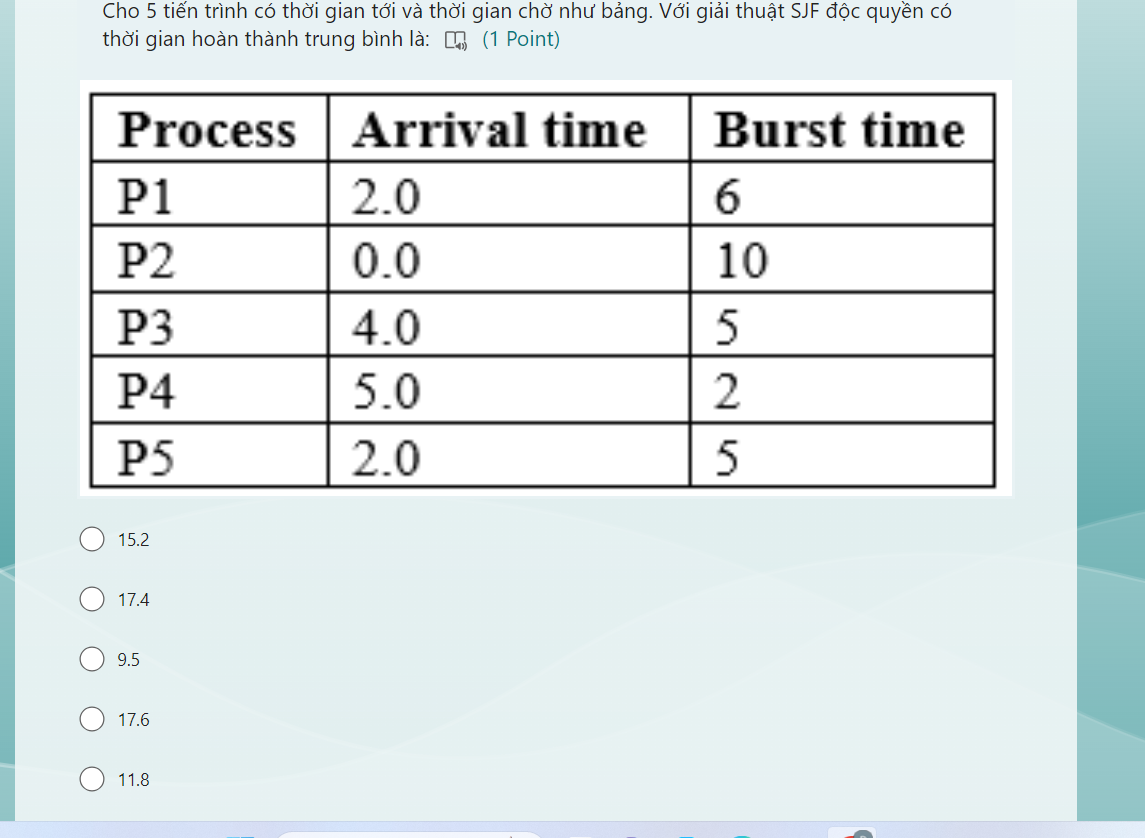 Cho 5 tiến trình có thời gian tới và thời gian chờ như bảng. Với giải thuật SJF độc quyền có
thời gian hoàn thành trung bình là: (1 Point)
Process Arrival time Burst time
P1 2.0 6
P2 0.0 10
P3 4.0 5
P4 5.0 2
P5 2.0 5
15.2
17.4
9.5
17.6
11.8